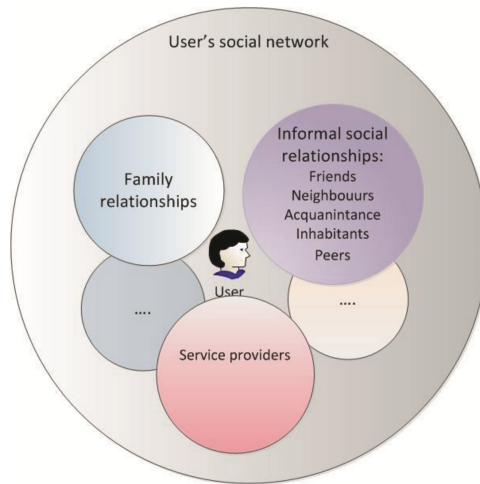 User's social network
Family
relationships
Informal social
relationships:
Friends
Neighbouurs
Acquanintance
Inhabitants
Peers
User
....
....
Service providers